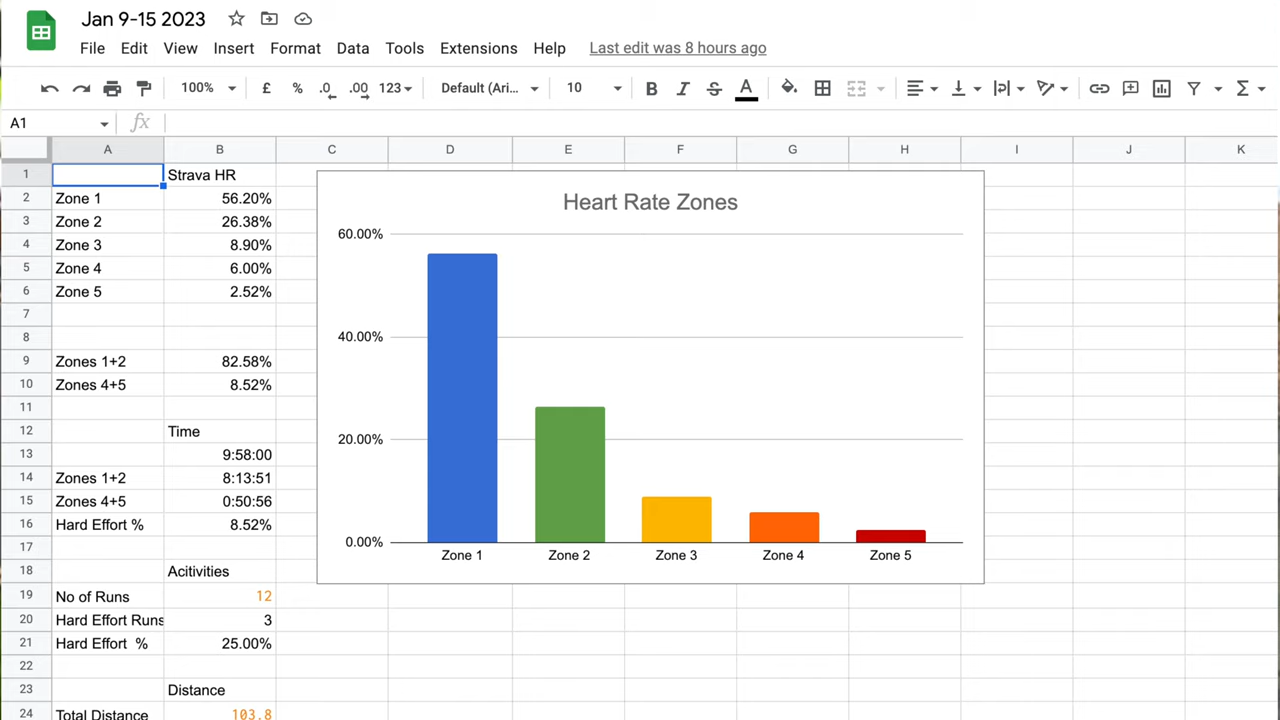 Jan 9-15 2023
File Edit View Insert Format Data Tools Extensions Help Last edit was 8 hours ago
100% £ % .0 .00 123 Default (Ari... 10 B I S A Σ
A1 fx
A B C D E F G H I J K
1 Strava HR
2 Zone 1 56.20%
3 Zone 2 26.38%
4 Zone 3 8.90%
5 Zone 4 6.00%
6 Zone 5 2.52%
7
8
9 Zones 1+2 82.58%
10 Zones 4+5 8.52%
11
12 Time
13 9:58:00
14 Zones 1+2 8:13:51
15 Zones 4+5 0:50:56
16 Hard Effort % 8.52%
17
18 Acitivities
19 No of Runs 12
20 Hard Effort Runs 3
21 Hard Effort % 25.00%
22
23 Distance
24 Total Distance 103.8
Heart Rate Zones
60.00%
40.00%
20.00%
0.00%
Zone 1 Zone 2 Zone 3 Zone 4 Zone 5